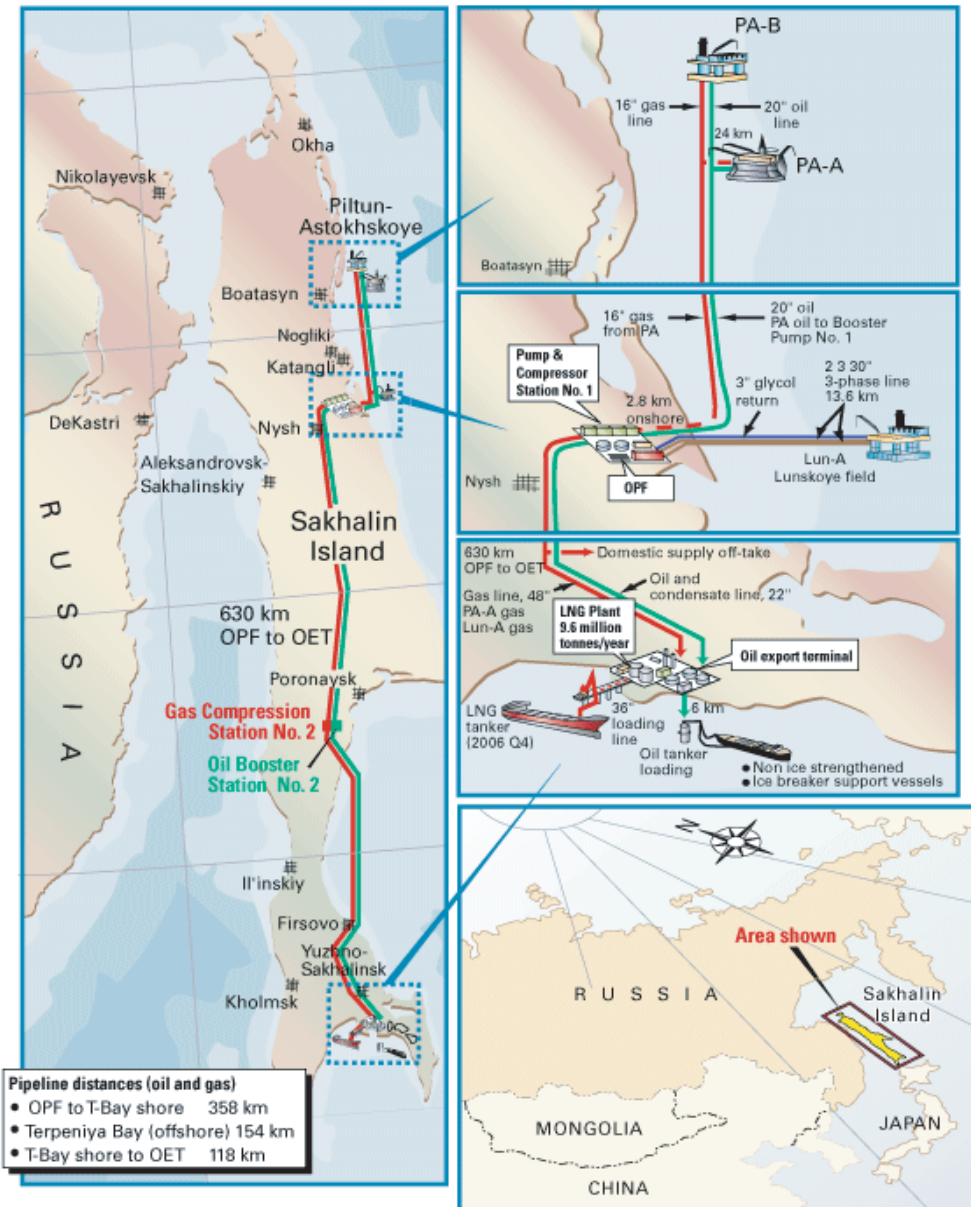 Okha
Nikolayevsk
Piltun-
Astokhskoye
Boatasyn
Nogliki
Katangli
DeKastri
Nysh
Aleksandrovsk-
Sakhalinskiy
RUSSIA
Sakhalin
Island
630 km
OPF to OET
Poronaysk
Gas Compression
Station No. 2
Oil Booster
Station No. 2
Il'inskiy
Firsovo
Yuzhno-
Sakhalinsk
Kholmsk
Pipeline distances (oil and gas)
• OPF to T-Bay shore 358 km
• Terpeniya Bay (offshore) 154 km
• T-Bay shore to OET 118 km
PA-B
16" gas
line
20" oil
line
24 km
PA-A
Boatasyn
16" gas
from PA
20" oil
PA oil to Booster
Pump No. 1
Pump &
Compressor
Station No. 1
2.8 km
onshore
3" glycol
return
2 3 30"
3-phase line
13.6 km
Lun-A
Lunskoye field
Nysh
OPF
630 km
OPF to OET
Domestic supply off-take
Gas line, 48"
PA-A gas
Lun-A gas
Oil and
condensate line, 22"
LNG Plant
9.6 million
tonnes/year
Oil export terminal
LNG
tanker
(2006 Q4)
36"
loading
line
6 km
Oil tanker
loading
• Non ice strengthened
• Ice breaker support vessels
N
Area shown
RUSSIA
Sakhalin
Island
MONGOLIA
JAPAN
CHINA